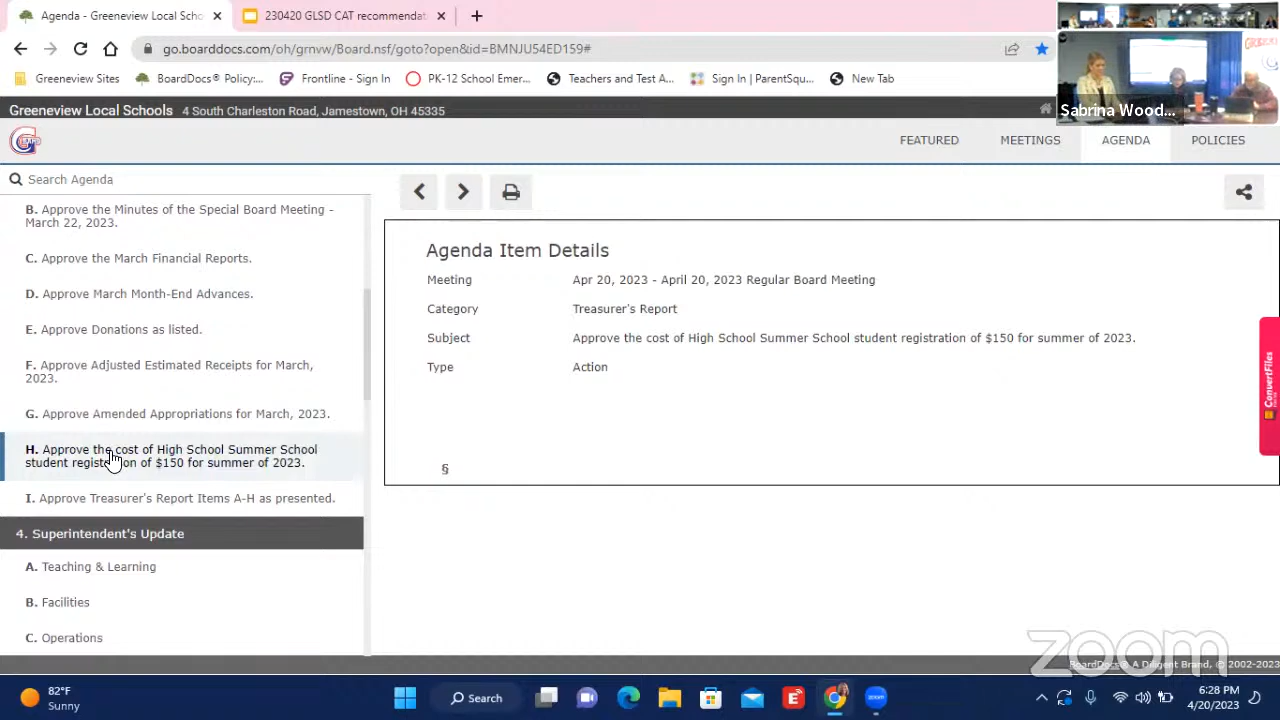 Agenda - Greeneview Local Scho
230420 GLSD CAT recommendat
go.boarddocs.com/oh/grnvw/Board.nsf/goto?open&id=BMNJU54ED159#
Greeneview Sites
BoardDocs® Policy:...
Frontline - Sign In
PK-12 School Emer...
Teachers and Test A...
Sign In | ParentSqu...
New Tab
Sabrina Wood...
Greeneview Local Schools 4 South Charleston Road, Jamestown, OH 45335
FEATURED MEETINGS AGENDA POLICIES
Search Agenda
B. Approve the Minutes of the Special Board Meeting -
March 22, 2023.
C. Approve the March Financial Reports.
D. Approve March Month-End Advances.
E. Approve Donations as listed.
F. Approve Adjusted Estimated Receipts for March,
2023.
G. Approve Amended Appropriations for March, 2023.
H. Approve the cost of High School Summer School
student registration of $150 for summer of 2023.
I. Approve Treasurer's Report Items A-H as presented.
4. Superintendent's Update
A. Teaching & Learning
B. Facilities
C. Operations
Agenda Item Details
Meeting Apr 20, 2023 - April 20, 2023 Regular Board Meeting
Category Treasurer's Report
Subject Approve the cost of High School Summer School student registration of $150 for summer of 2023.
Type Action
§
ConvertFiles
zoom
BoardDocs® A Diligent Brand, © 2002-2023
82°F
Sunny
Search
6:28 PM
4/20/2023